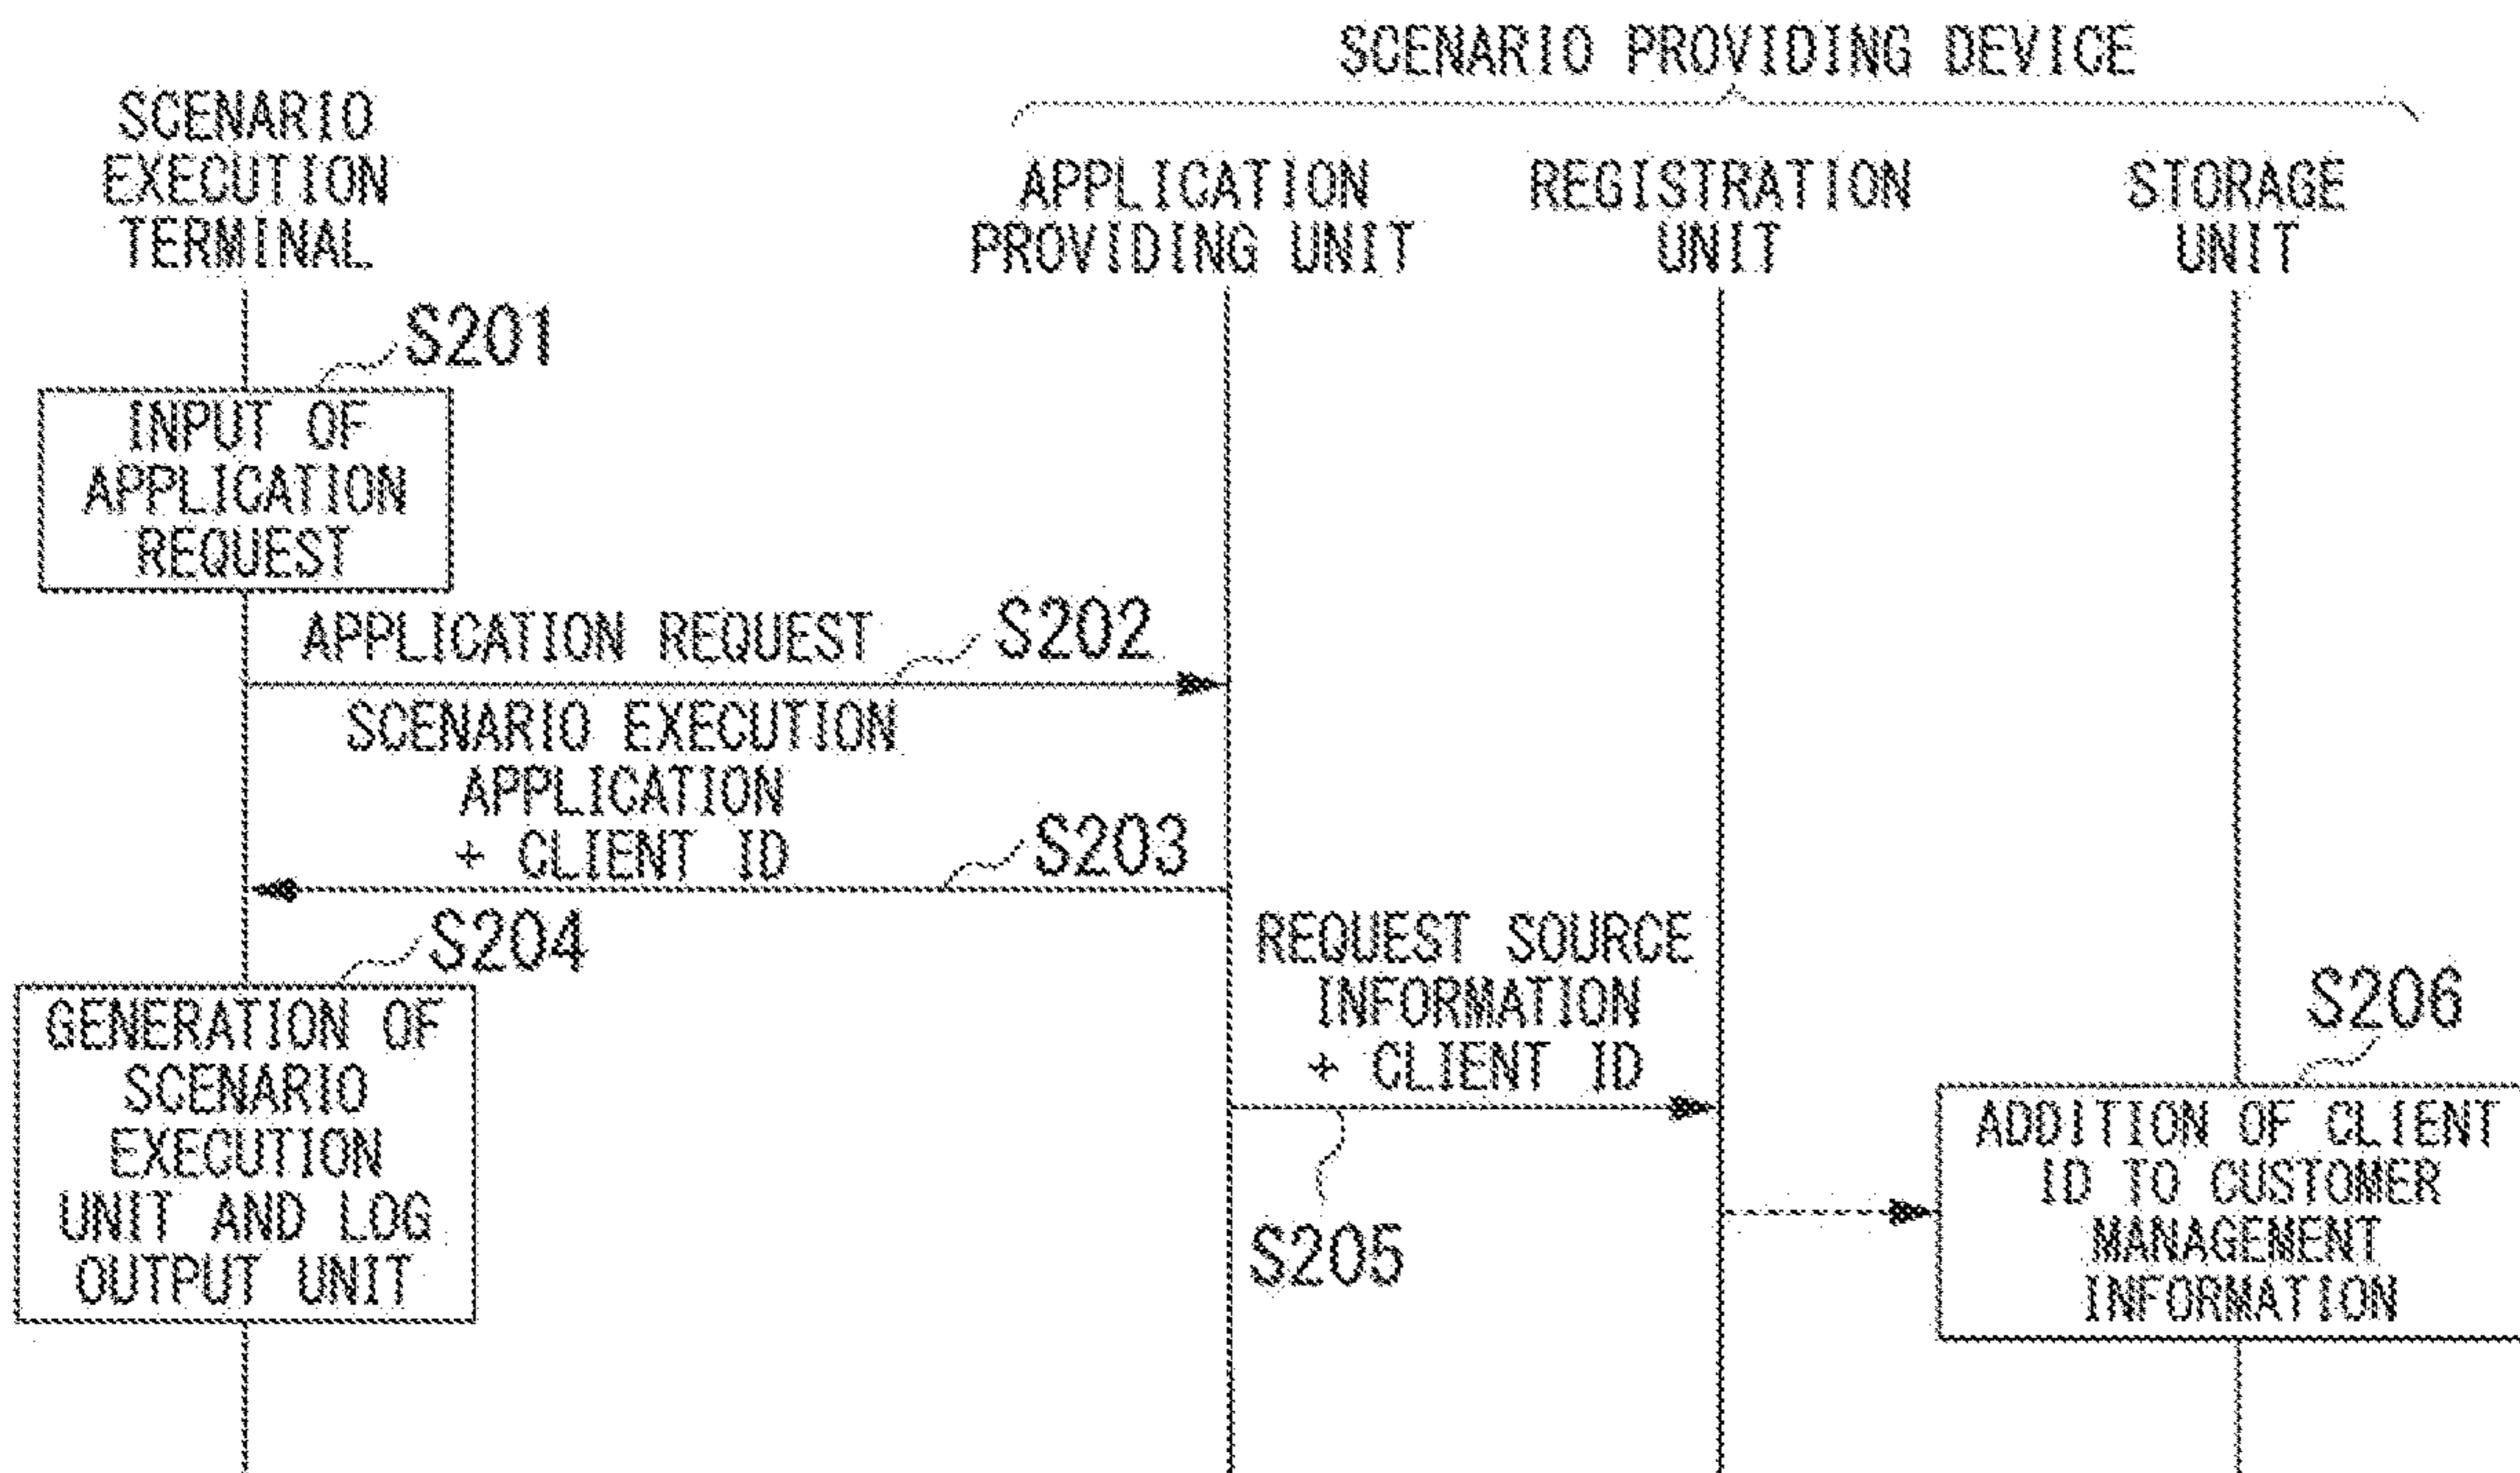 SCENARIO PROVIDING DEVICE
SCENARIO
EXECUTION
TERMINAL
APPLICATION
PROVIDING UNIT
REGISTRATION
UNIT
STORAGE
UNIT
S201
INPUT OF
APPLICATION
REQUEST
APPLICATION REQUEST
S202
SCENARIO EXECUTION
APPLICATION
+ CLIENT ID
S203
S204
GENERATION OF
SCENARIO
EXECUTION
UNIT AND LOG
OUTPUT UNIT
REQUEST SOURCE
INFORMATION
+ CLIENT ID
S205
S206
ADDITION OF CLIENT
ID TO CUSTOMER
MANAGEMENT
INFORMATION